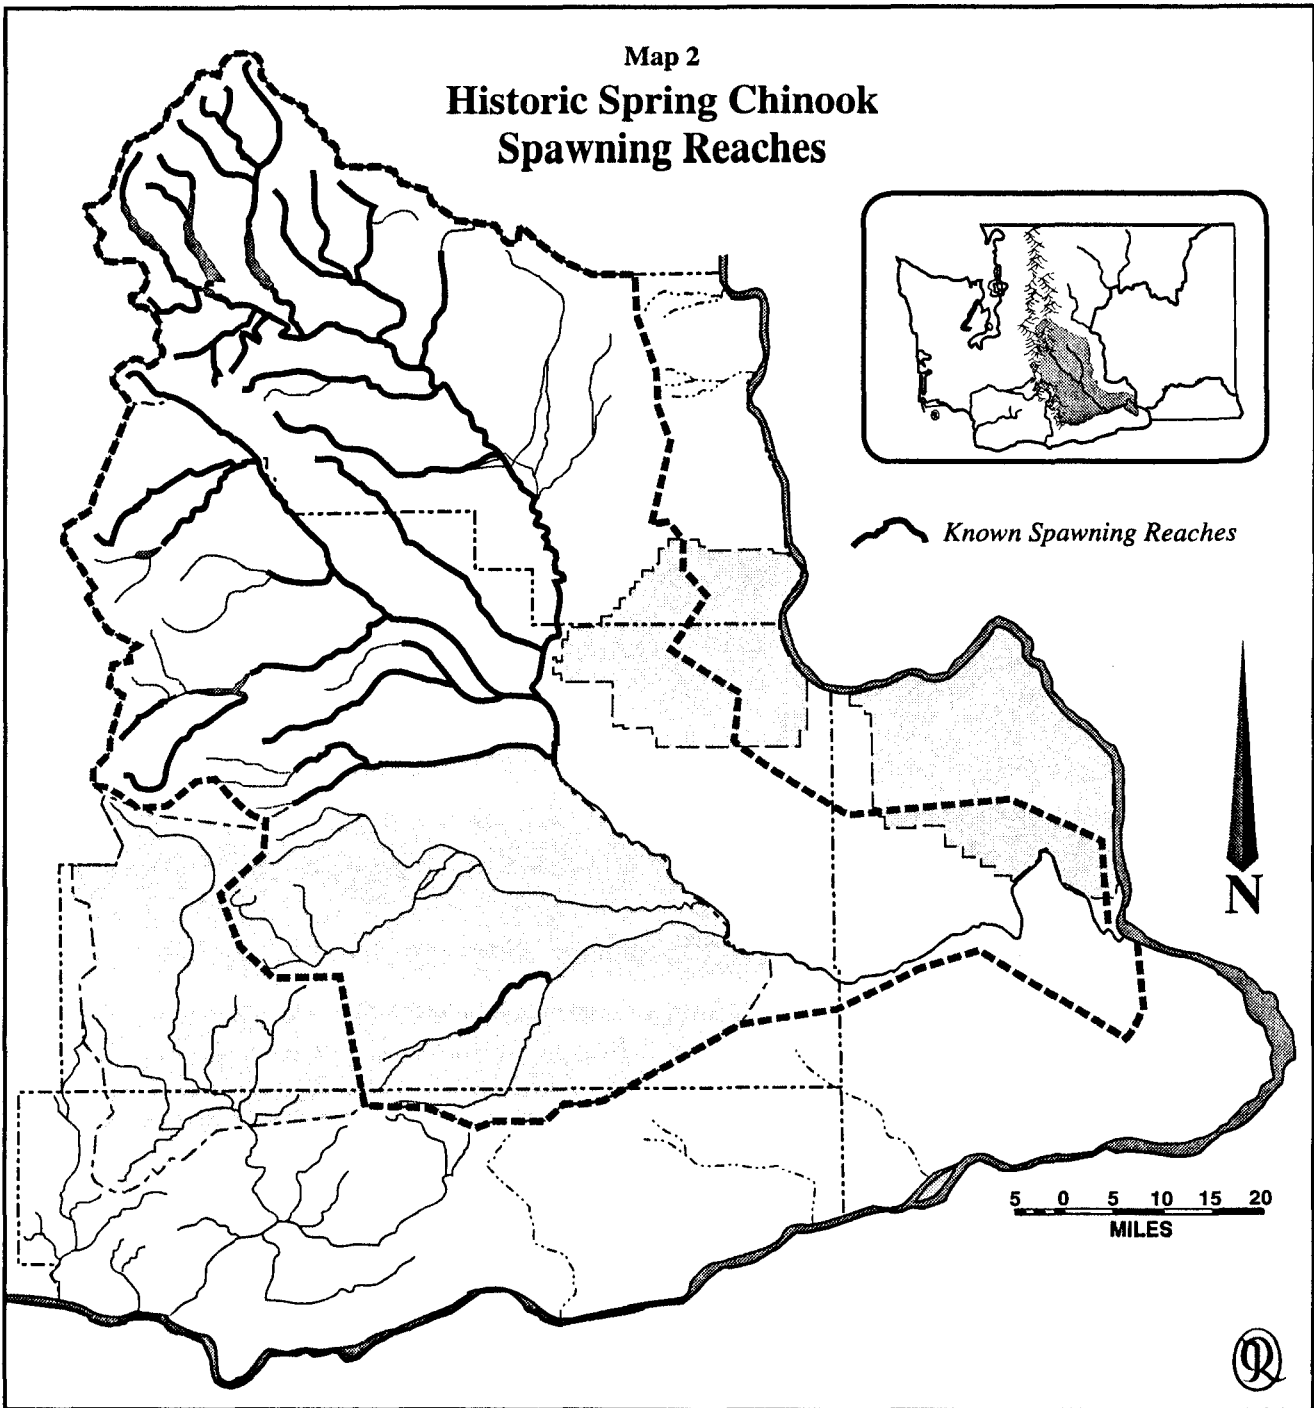 Map 2
Historic Spring Chinook
Spawning Reaches
Known Spawning Reaches
N
5 0 5 10 15 20
MILES